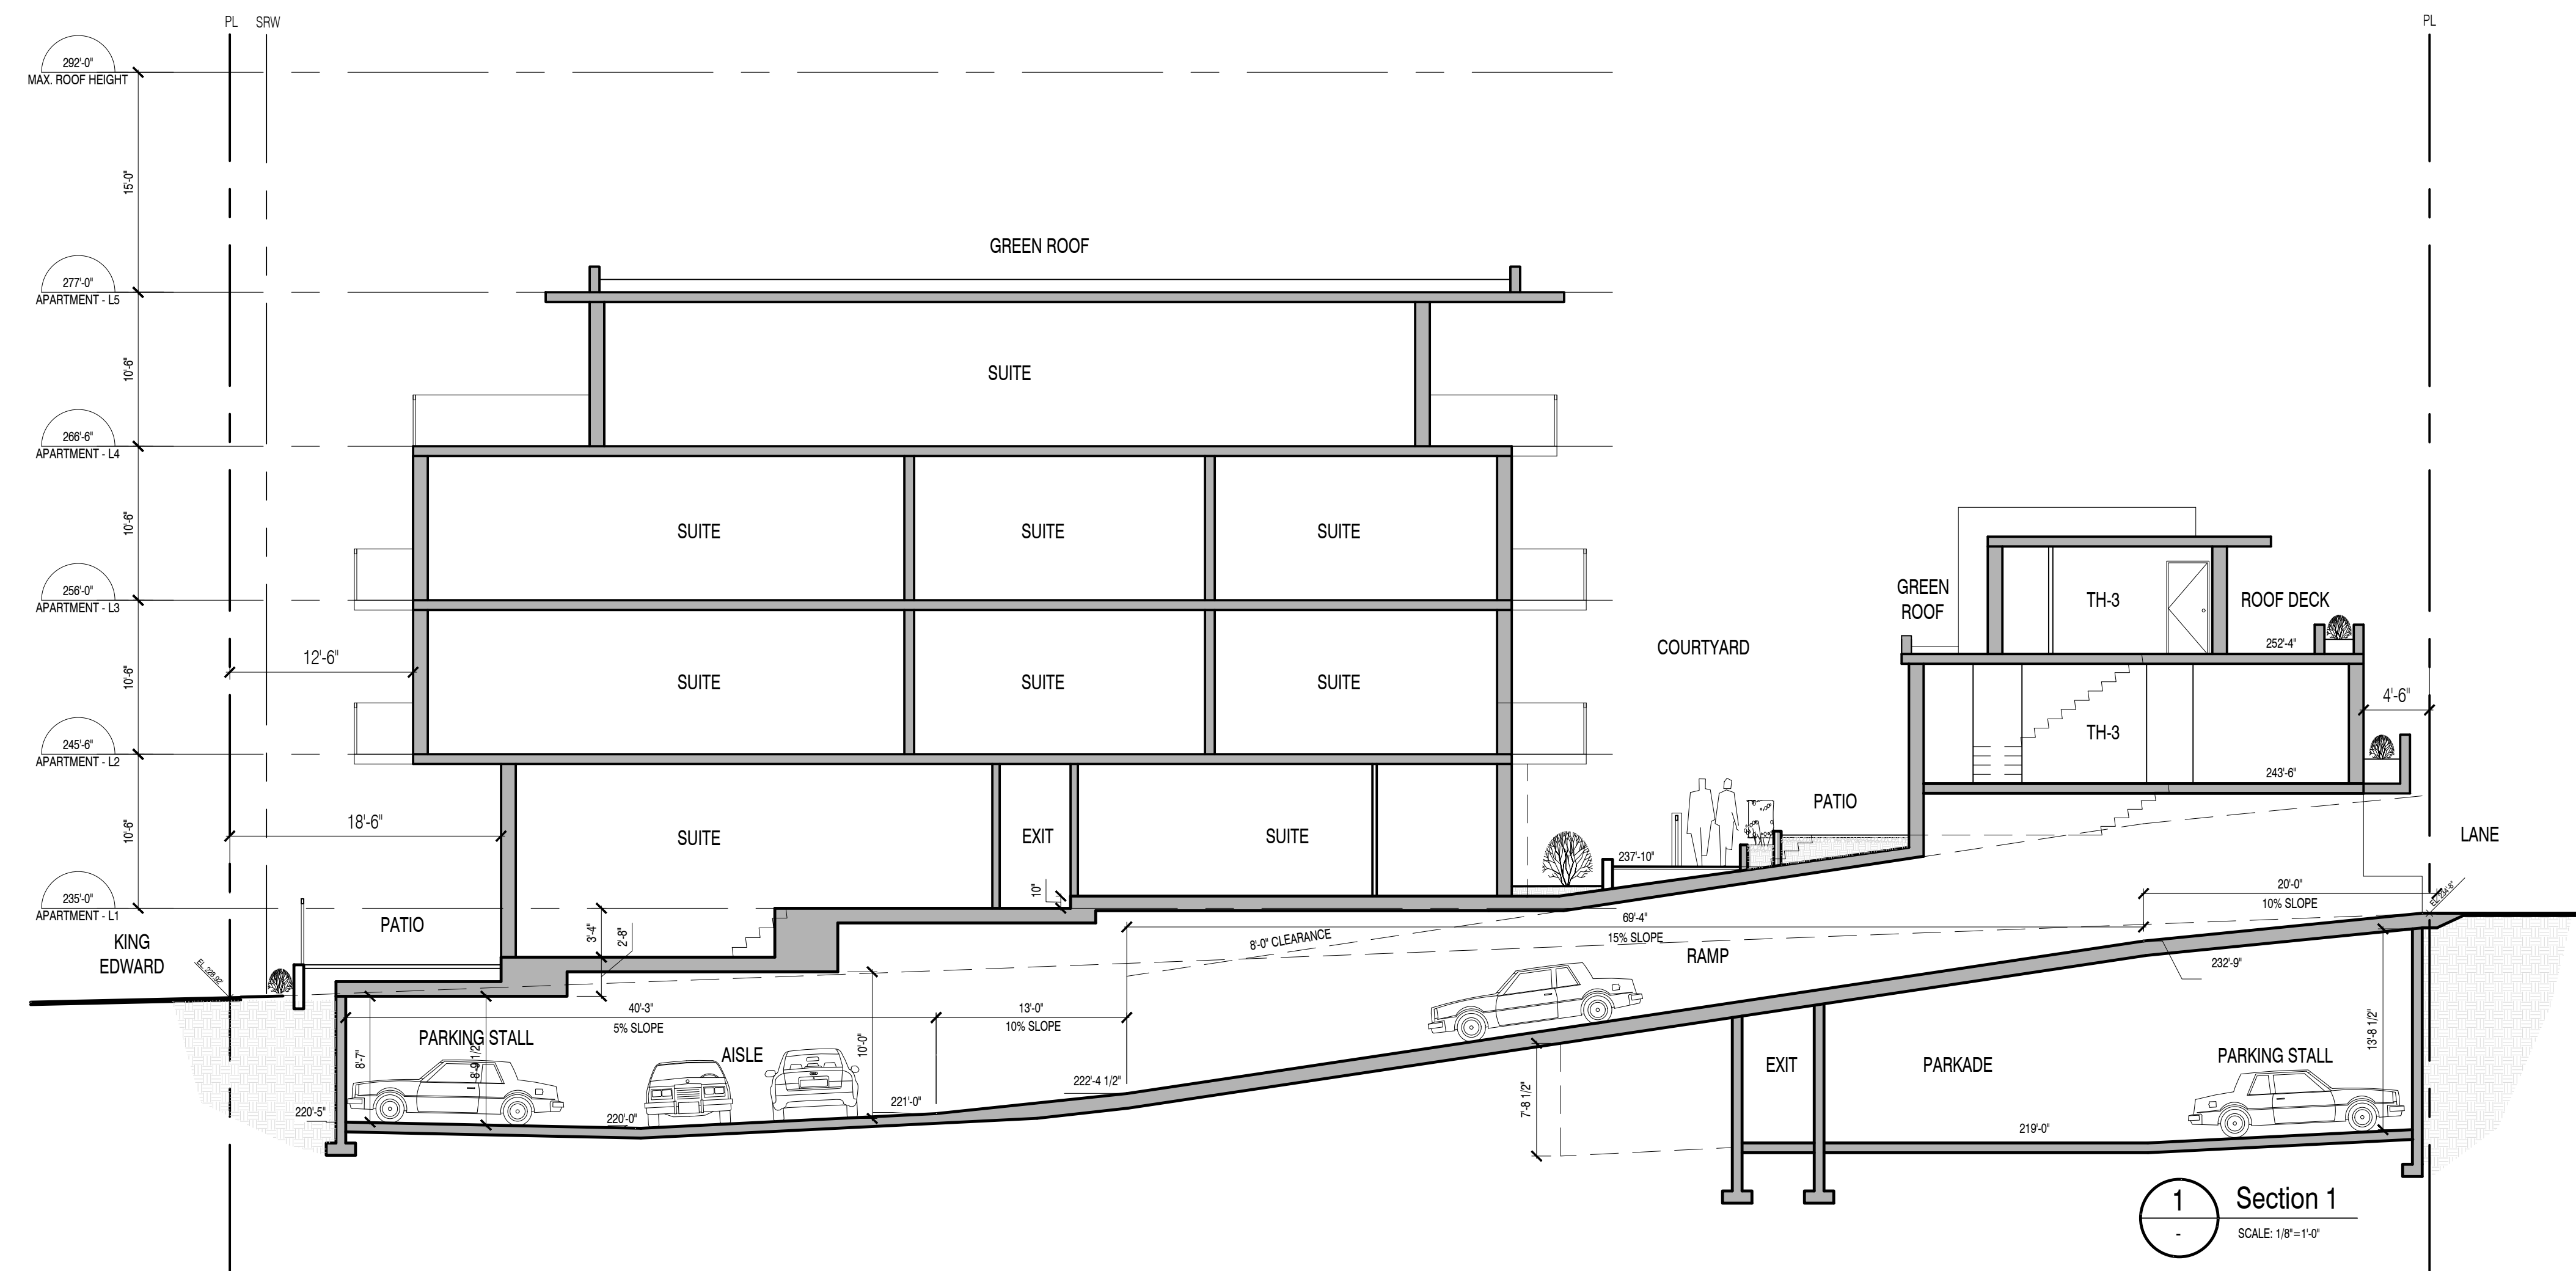 PL
SRW
PL
292'-0"
MAX. ROOF HEIGHT
15'-0"
GREEN ROOF
277'-0"
APARTMENT - L5
10'-6"
SUITE
266'-6"
APARTMENT - L4
10'-6"
SUITE
SUITE
SUITE
256'-0"
APARTMENT - L3
GREEN
ROOF
TH-3
ROOF DECK
252'-4"
12'-6"
10'-6"
SUITE
SUITE
SUITE
COURTYARD
4'-6"
TH-3
245'-6"
APARTMENT - L2
243'-6"
18'-6"
10'-6"
SUITE
EXIT
SUITE
PATIO
LANE
237'-10"
10"
235'-0"
APARTMENT - L1
PATIO
3'-4"
2'-8"
69'-4"
15% SLOPE
20'-0"
10% SLOPE
8'-0" CLEARANCE
KING
EDWARD
RAMP
232'-9"
40'-3"
5% SLOPE
13'-0"
10% SLOPE
PARKING STALL
AISLE
8'-7"
8'-9 1/2"
10'-0"
222'-4 1/2"
221'-0"
220'-5"
220'-0"
7'-8 1/2"
EXIT
PARKADE
PARKING STALL
13'-8 1/2"
219'-0"
1
-
Section 1
SCALE: 1/8"=1'-0"